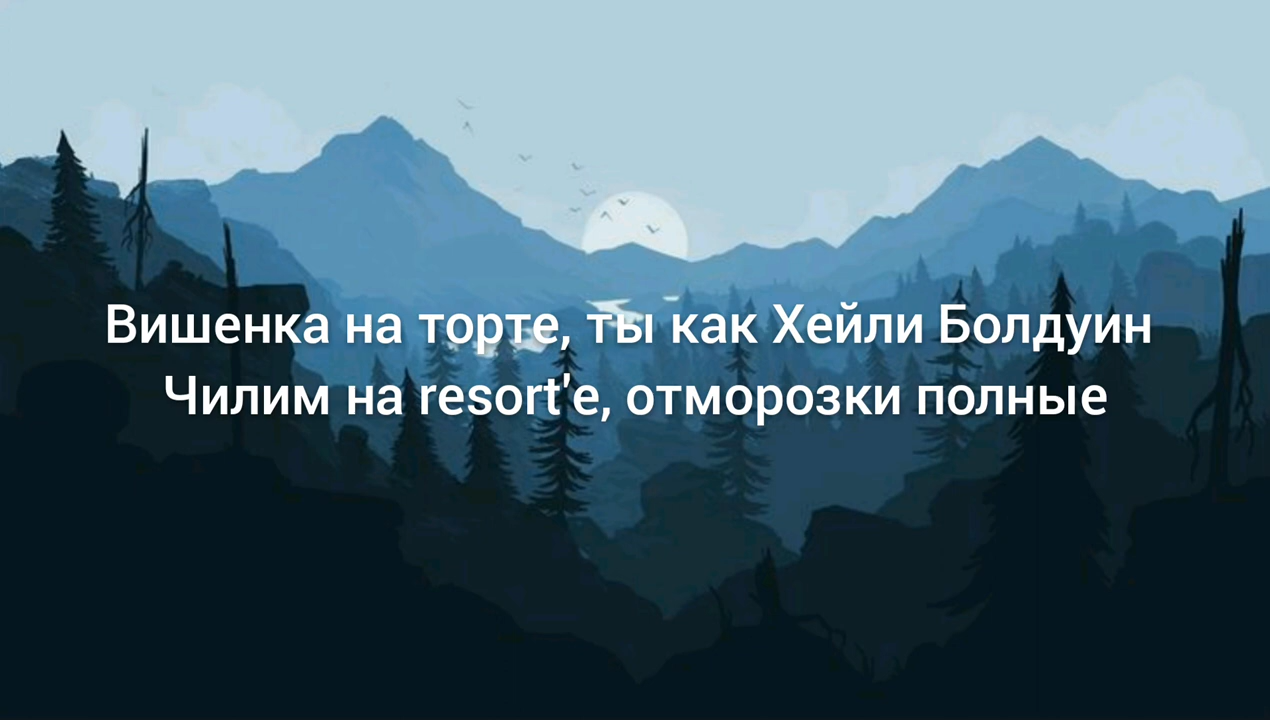 Вишенка на торте, ты как Хейли Болдуин
Чилим на resort'е, отморозки полные